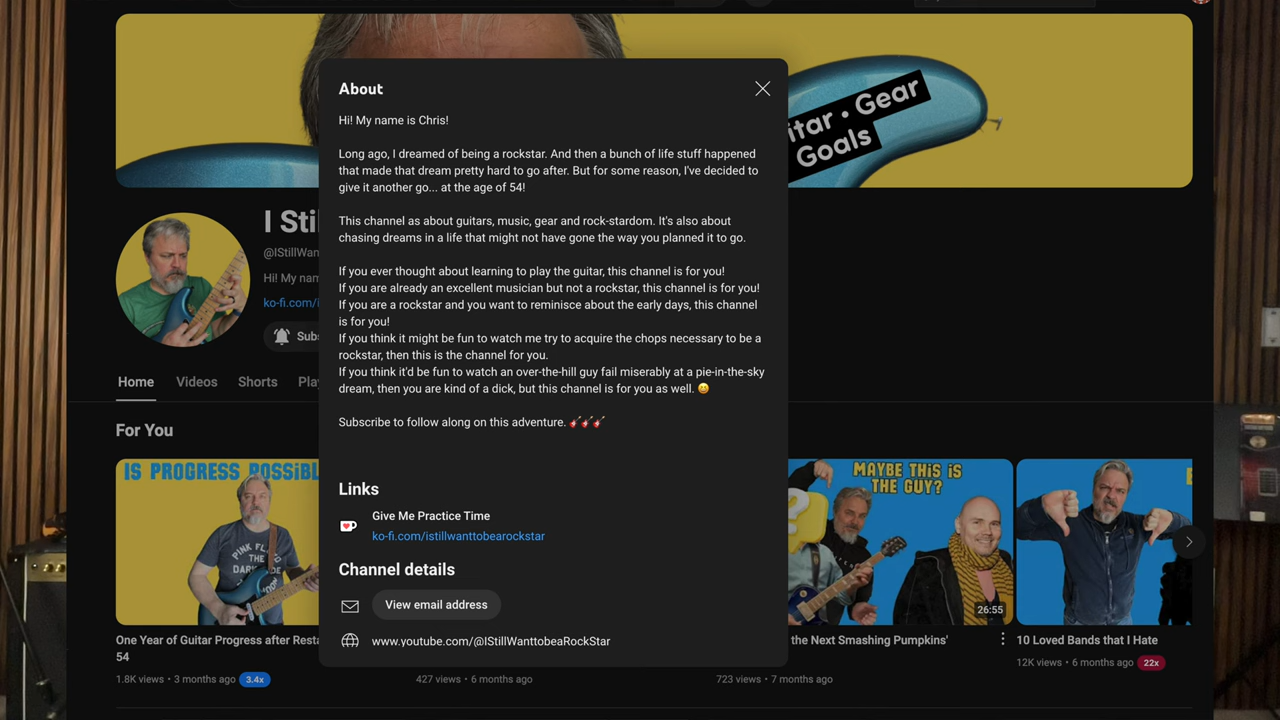 itar • Gear
Goals
About
Hi! My name is Chris!
Long ago, I dreamed of being a rockstar. And then a bunch of life stuff happened
that made that dream pretty hard to go after. But for some reason, I've decided to
give it another go... at the age of 54!
This channel as about guitars, music, gear and rock-stardom. It's also about
chasing dreams in a life that might not have gone the way you planned it to go.
If you ever thought about learning to play the guitar, this channel is for you!
If you are already an excellent musician but not a rockstar, this channel is for you!
If you are a rockstar and you want to reminisce about the early days, this channel
is for you!
If you think it might be fun to watch me try to acquire the chops necessary to be a
rockstar, then this is the channel for you.
If you think it'd be fun to watch an over-the-hill guy fail miserably at a pie-in-the-sky
dream, then you are kind of a dick, but this channel is for you as well. 😄
Subscribe to follow along on this adventure. 🎸🎸🎸
Links
Give Me Practice Time
ko-fi.com/istillwanttobearockstar
Channel details
View email address
www.youtube.com/@IStillWanttobeaRockStar
I Sti
@IStillWan
Hi! My nam
ko-fi.com/i
Subs
Home Videos Shorts Pla
For You
IS PROGRESS POSSIBL
PINK FL
THE
DARK
One Year of Guitar Progress after Resta
54
1.8K views • 3 months ago 3.4x
427 views • 6 months ago
MAYBE THIS IS
THE GUY?
26:55
the Next Smashing Pumpkins'
723 views • 7 months ago
10 Loved Bands that I Hate
12K views • 6 months ago 22x